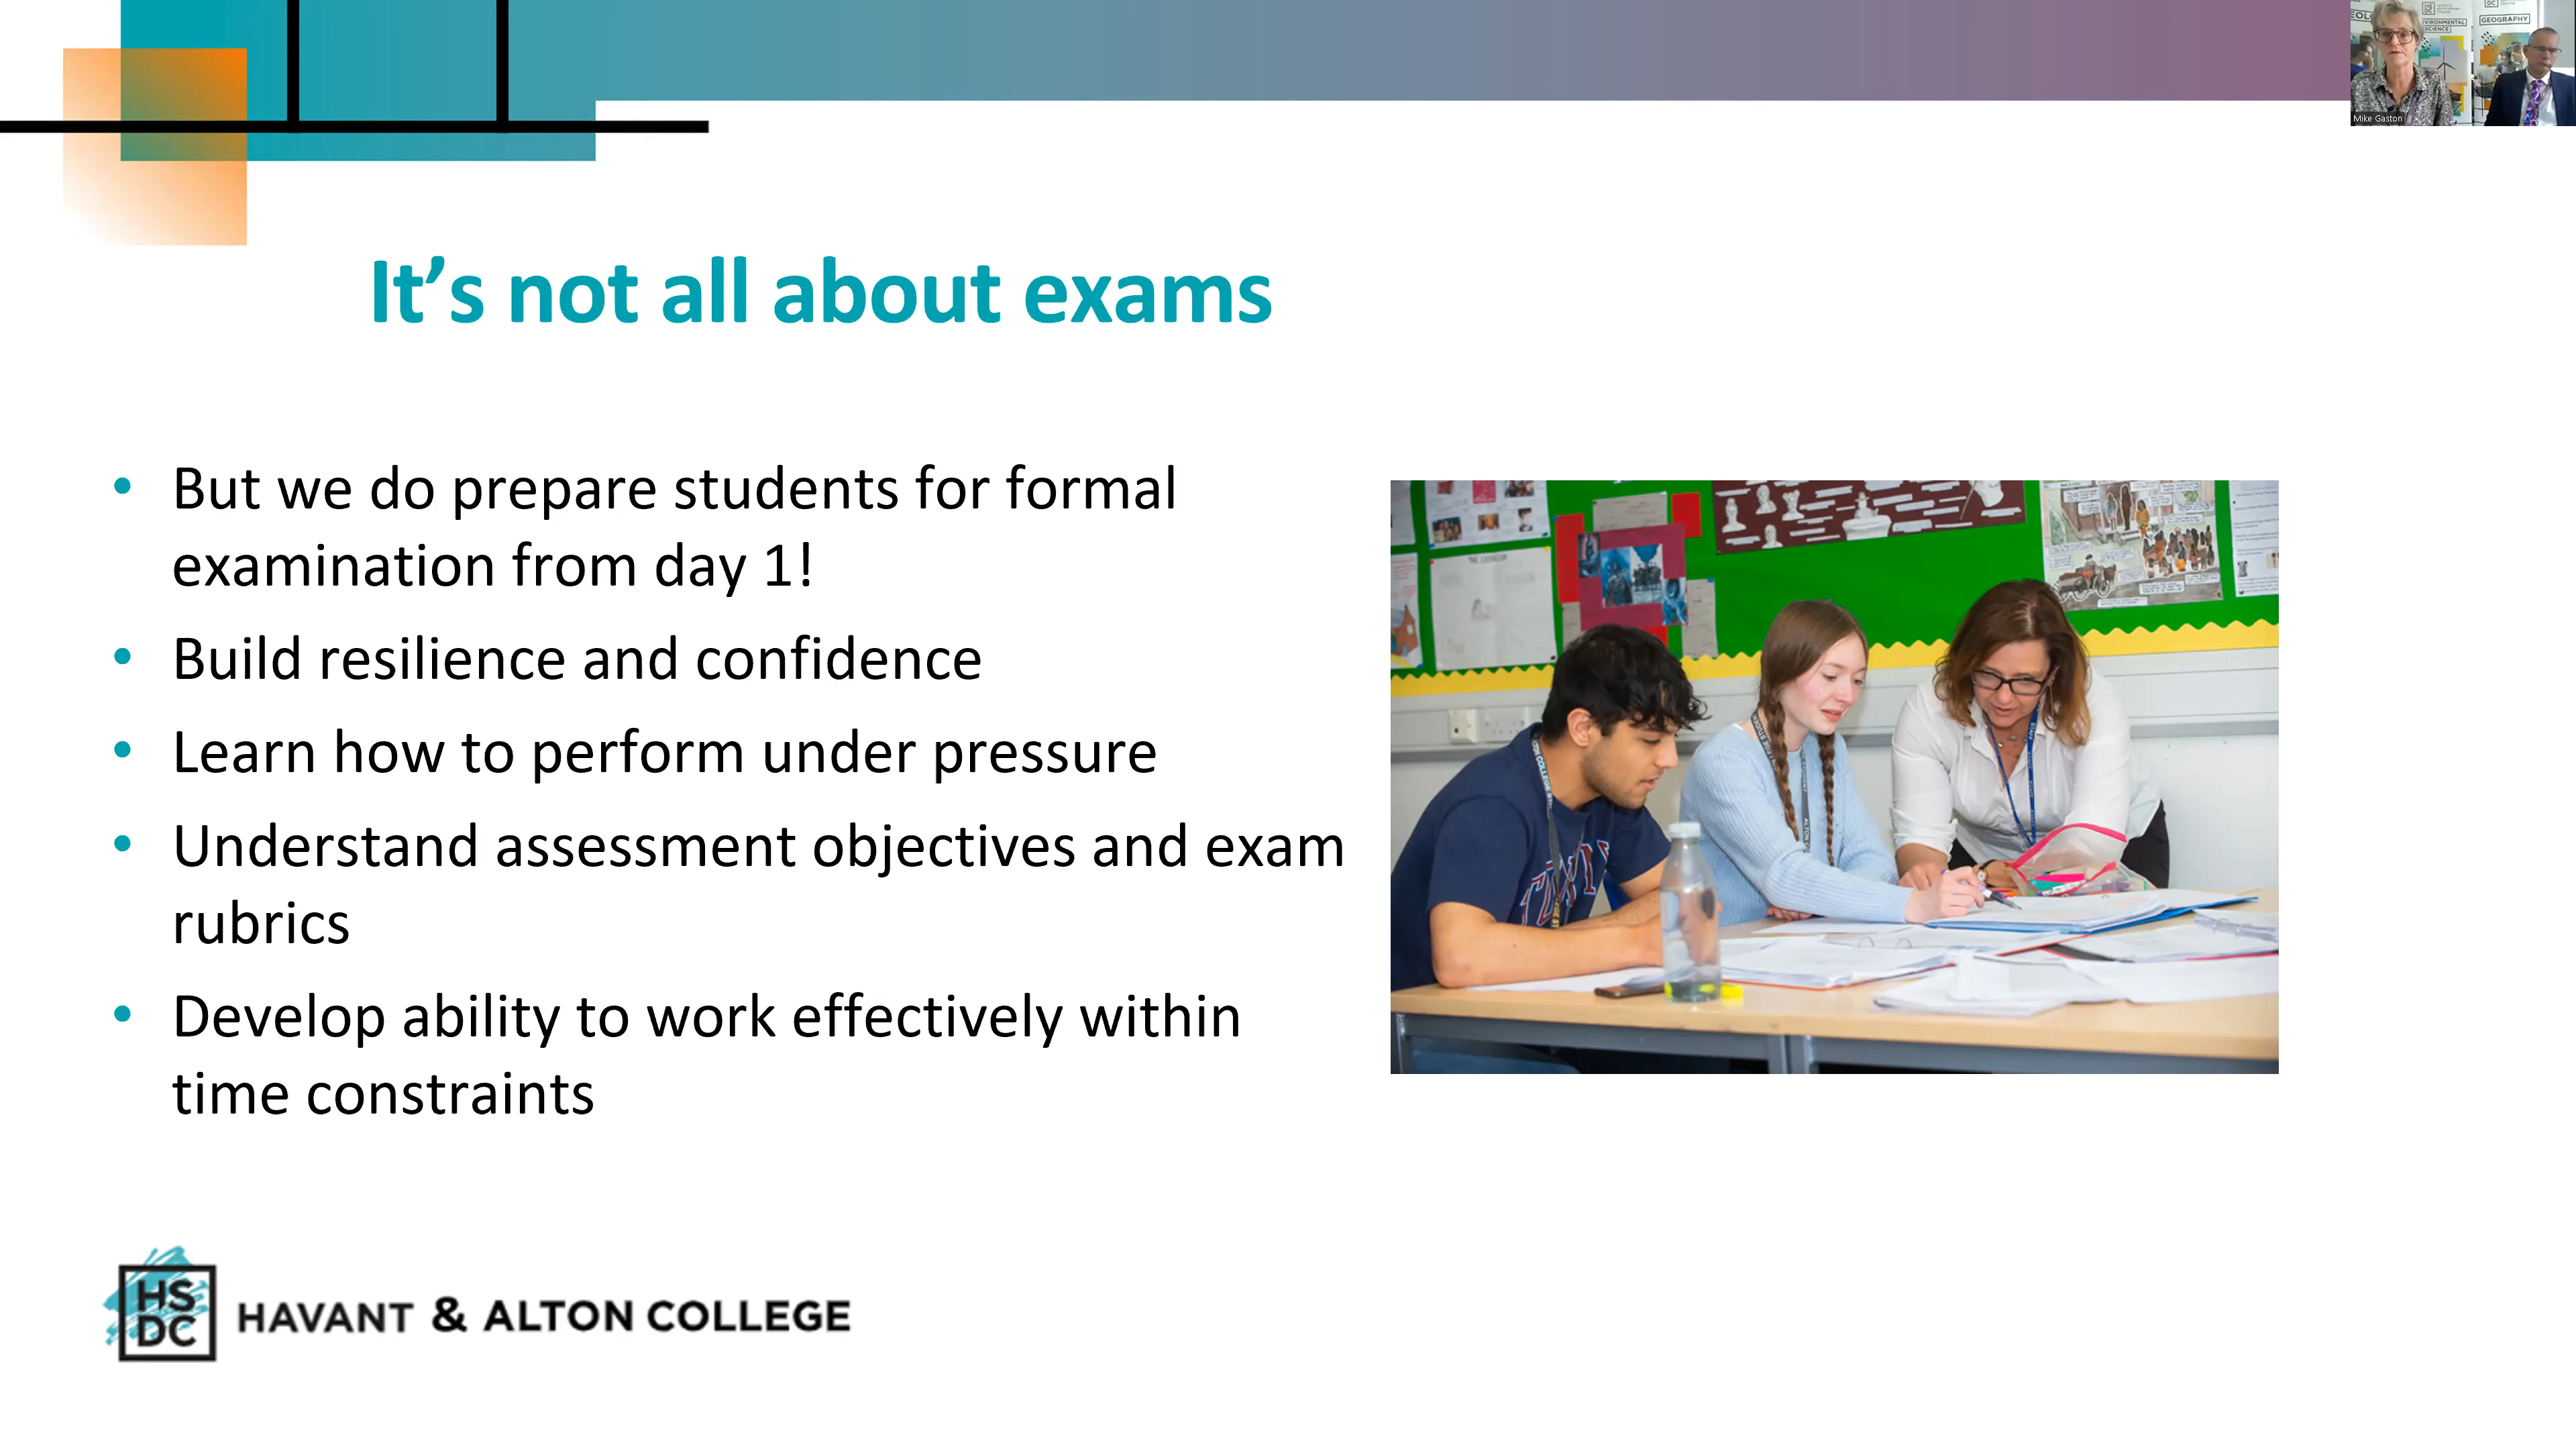 GEOGRAPHY
SCIENCE
Mike Gaston
It's not all about exams
• But we do prepare students for formal
examination from day 1!
• Build resilience and confidence
• Learn how to perform under pressure
• Understand assessment objectives and exam
rubrics
• Develop ability to work effectively within
time constraints
HS
DC
HAVANT & ALTON COLLEGE